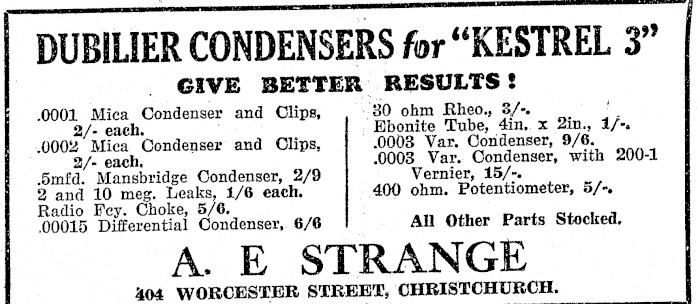 DUBILIER CONDENSERS for "KESTREL 3"
GIVE BETTER RESULTS!
.0001 Mica Condenser and Clips,
2/- each.
.0002 Mica Condenser and Clips,
2/- each.
.5mfd. Mansbridge Condenser, 2/9
2 and 10 meg. Leaks, 1/6 each.
Radio Fcy. Choke, 5/6.
.00015 Differential Condenser, 6/6
30 ohm Rheo., 3/-.
Ebonite Tube, 4in. x 2in., 1/-.
.0003 Var. Condenser, 9/6.
.0003 Var. Condenser, with 200-1
Vernier, 15/-.
400 ohm. Potentiometer, 5/-.
All Other Parts Stocked.
A. E STRANGE
404 WORCESTER STREET, CHRISTCHURCH.